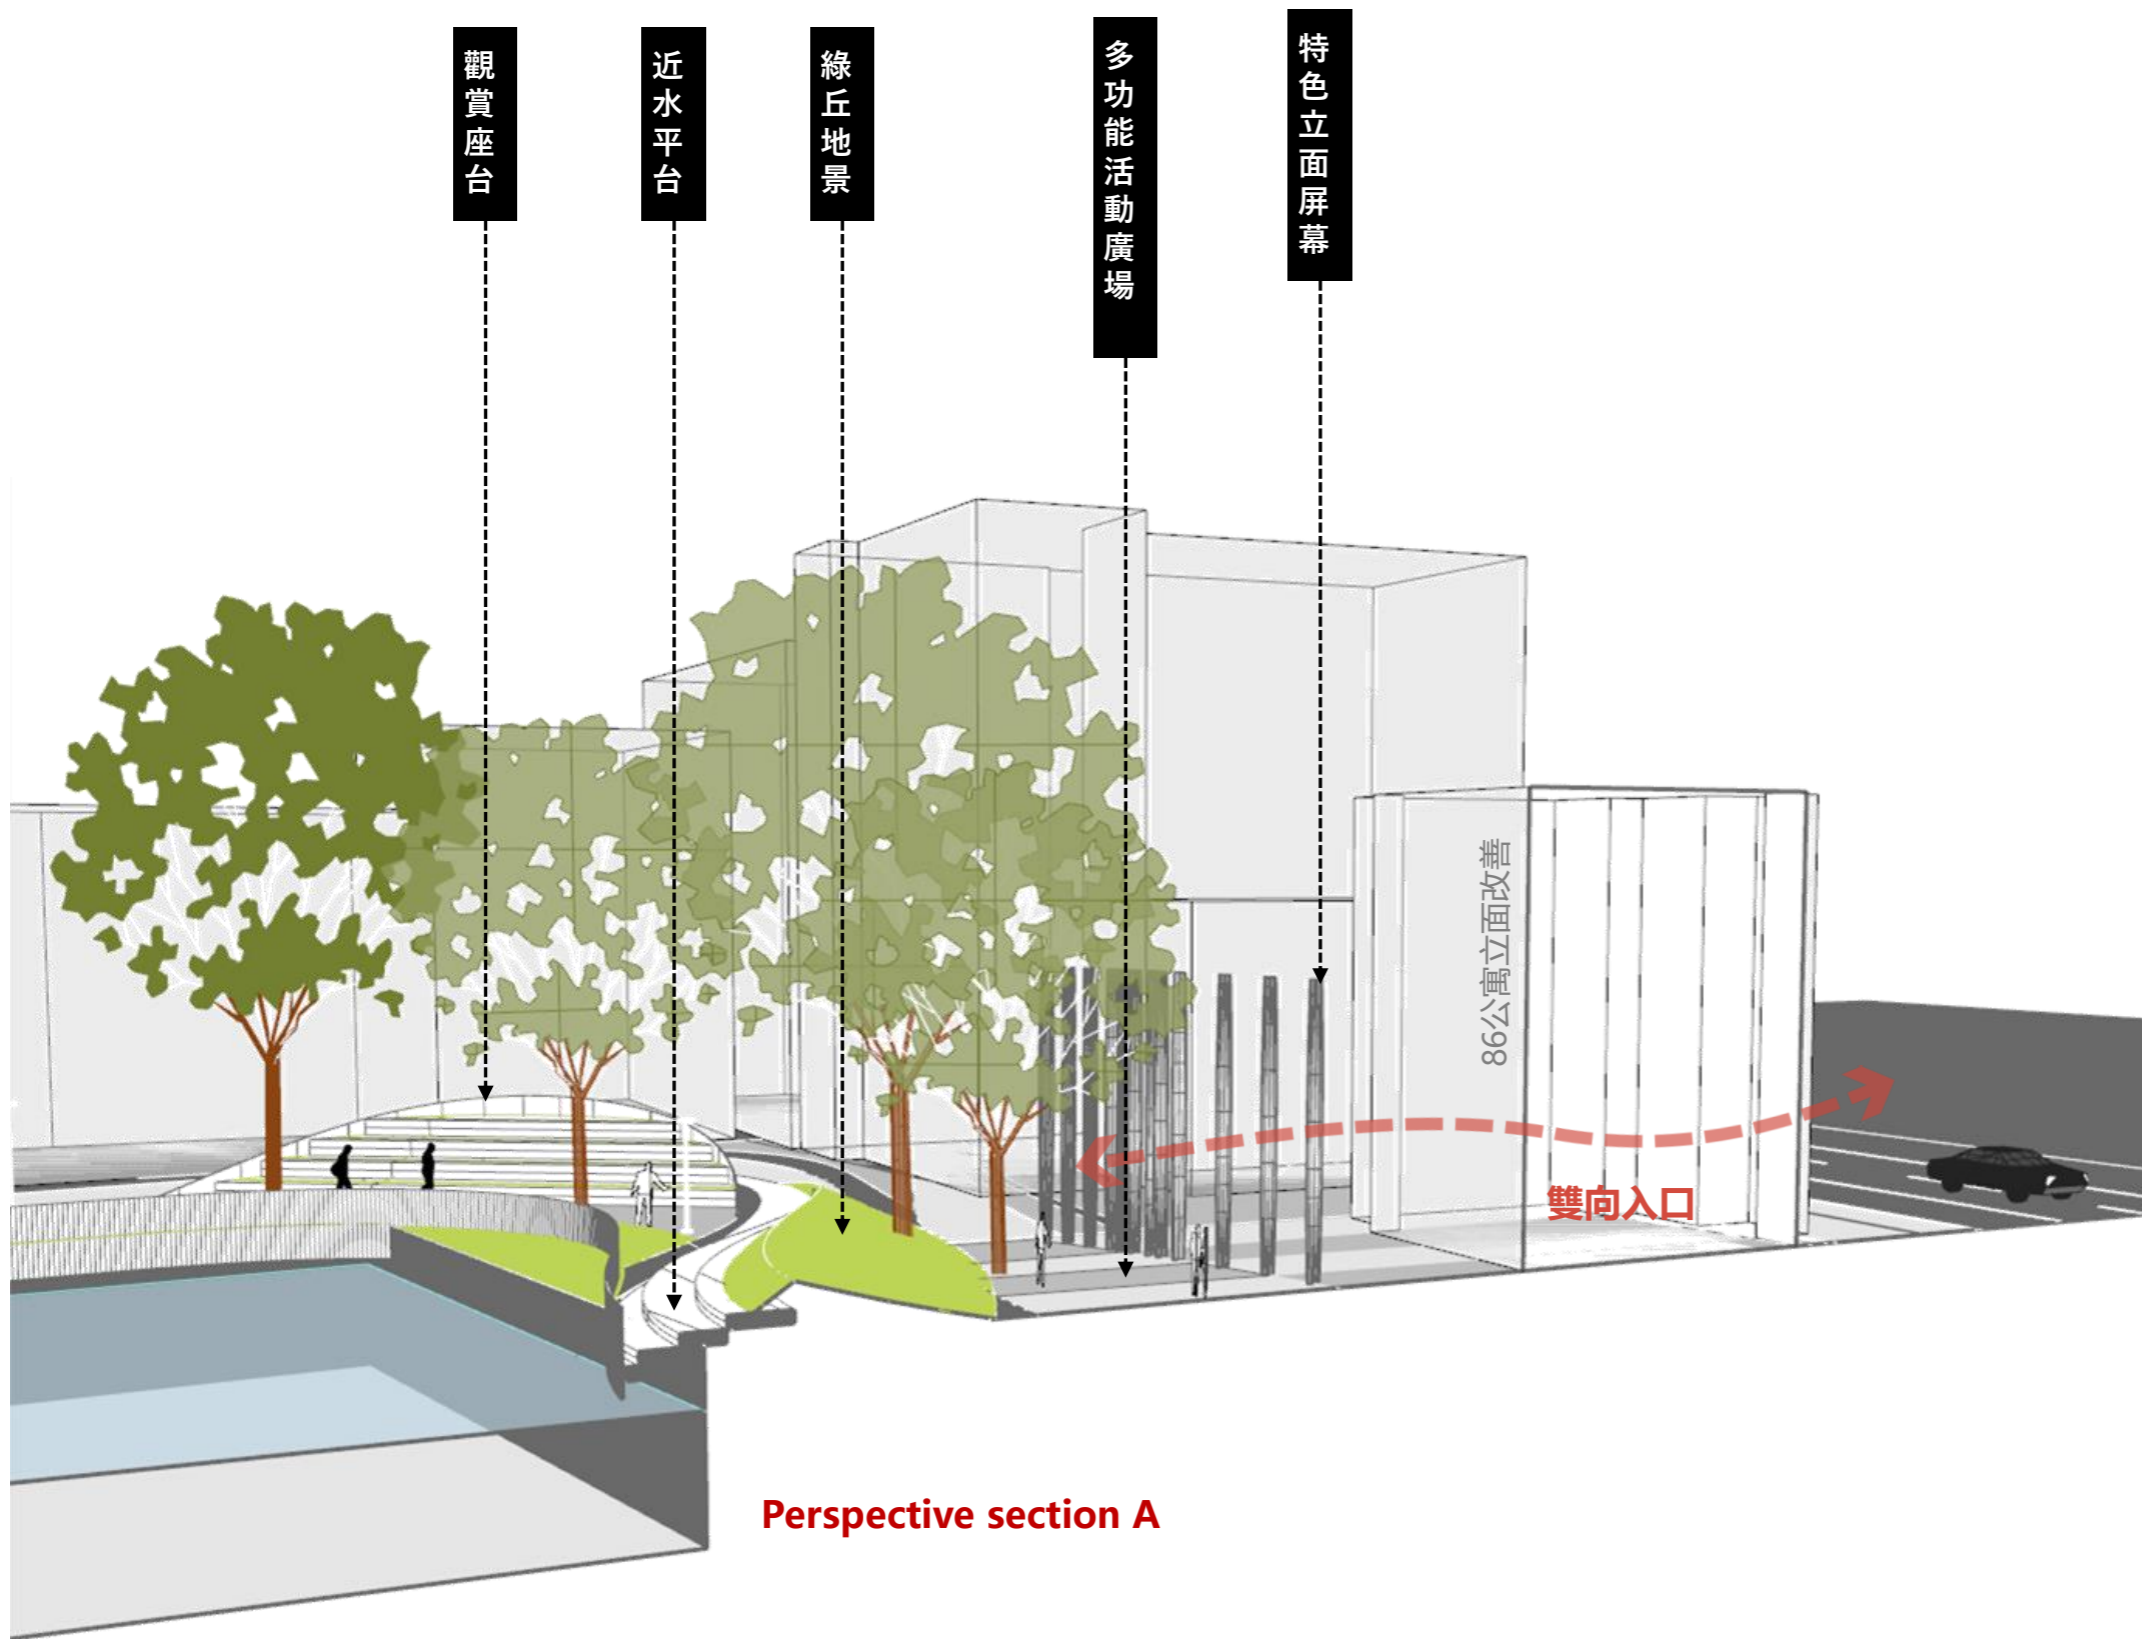 觀賞座台
近水平台
綠丘地景
多功能活動廣場
特色立面屏幕
86公寓立面改善
雙向入口
Perspective section A